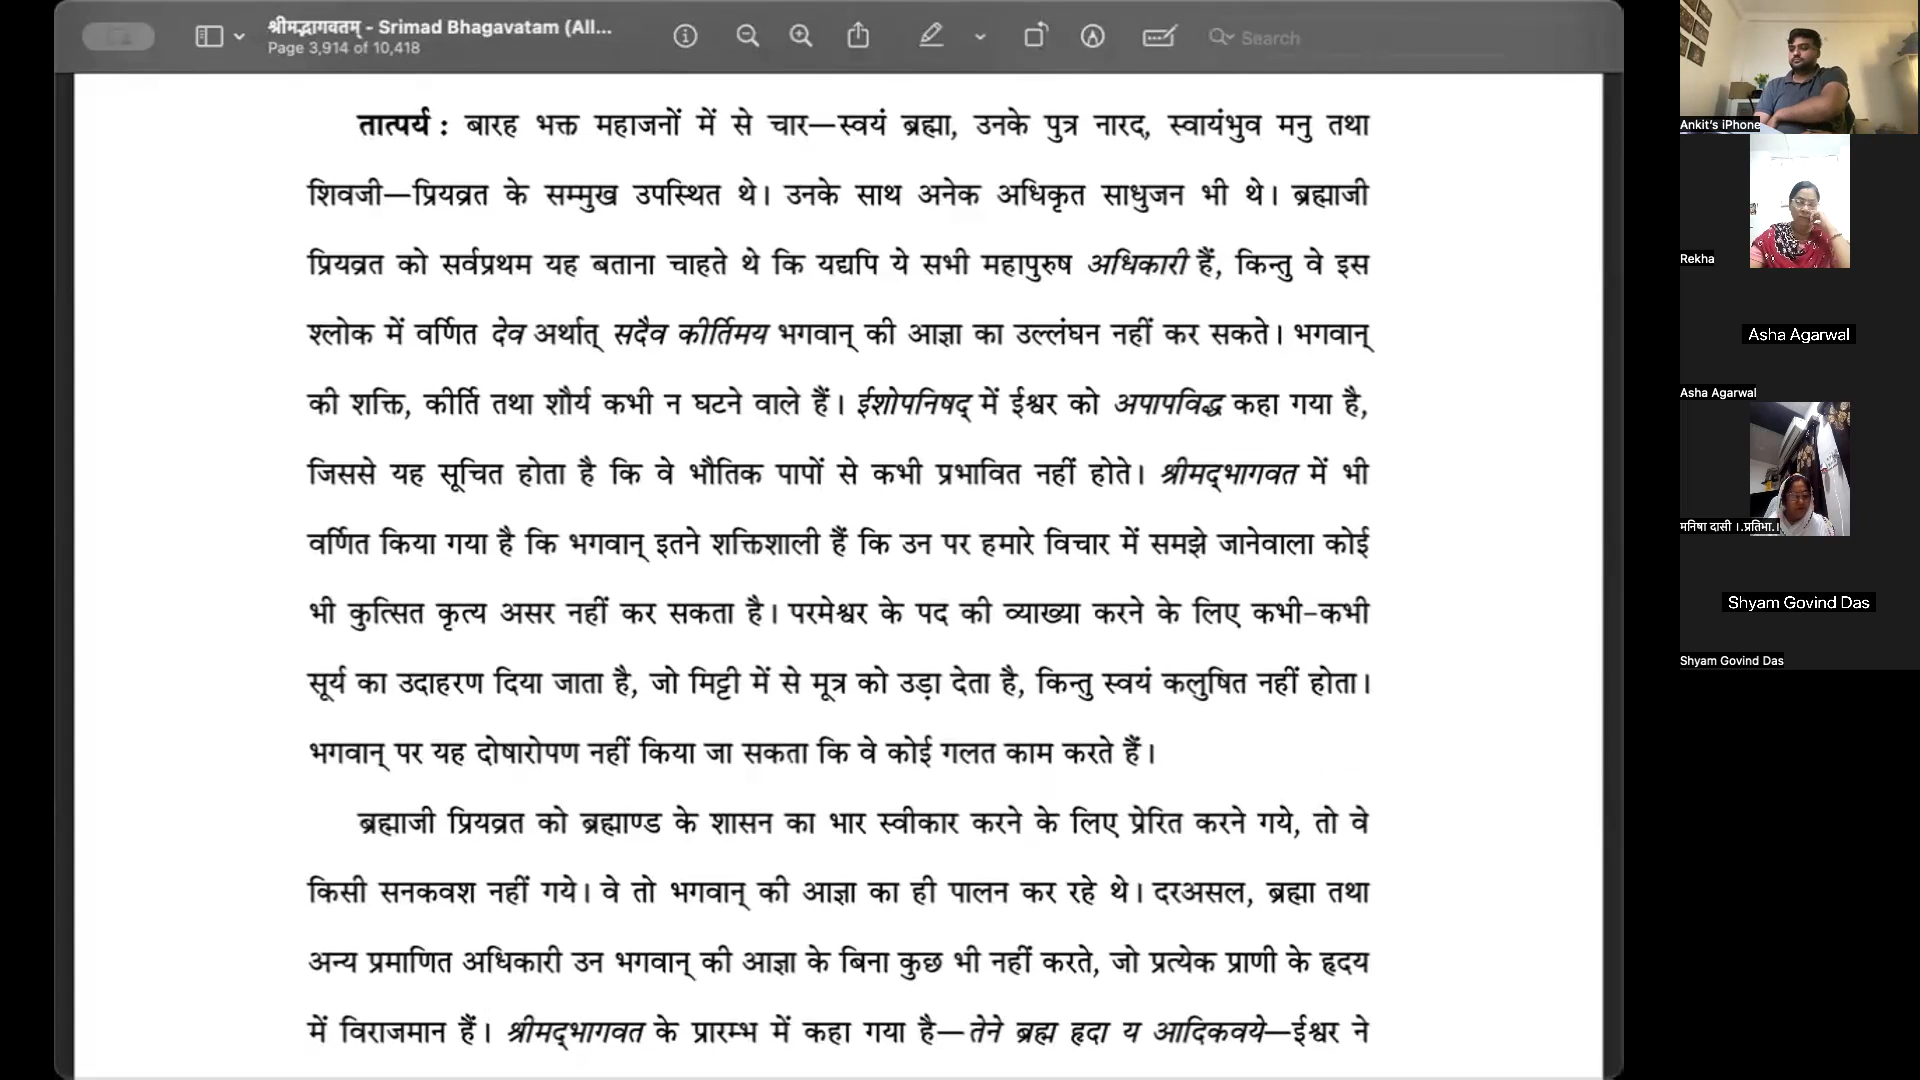 श्रीमद्भागवतम् - Srimad Bhagavatam (All...
Page 3,914 of 10,418
Search
तात्पर्य : बारह भक्त महाजनों में से चार—स्वयं ब्रह्मा, उनके पुत्र नारद, स्वायंभुव मनु तथा
शिवजी—प्रियव्रत के सम्मुख उपस्थित थे। उनके साथ अनेक अधिकृत साधुजन भी थे। ब्रह्माजी
प्रियव्रत को सर्वप्रथम यह बताना चाहते थे कि यद्यपि ये सभी महापुरुष अधिकारी हैं, किन्तु वे इस
श्लोक में वर्णित देव अर्थात् सदैव कीर्तिमय भगवान् की आज्ञा का उल्लंघन नहीं कर सकते। भगवान्
की शक्ति, कीर्ति तथा शौर्य कभी न घटने वाले हैं। ईशोपनिषद् में ईश्वर को अपापविद्ध कहा गया है,
जिससे यह सूचित होता है कि वे भौतिक पापों से कभी प्रभावित नहीं होते। श्रीमद्‌भागवत में भी
वर्णित किया गया है कि भगवान् इतने शक्तिशाली हैं कि उन पर हमारे विचार में समझे जानेवाला कोई
भी कुत्सित कृत्य असर नहीं कर सकता है। परमेश्वर के पद की व्याख्या करने के लिए कभी-कभी
सूर्य का उदाहरण दिया जाता है, जो मिट्टी में से मूत्र को उड़ा देता है, किन्तु स्वयं कलुषित नहीं होता।
भगवान् पर यह दोषारोपण नहीं किया जा सकता कि वे कोई गलत काम करते हैं।
ब्रह्माजी प्रियव्रत को ब्रह्माण्ड के शासन का भार स्वीकार करने के लिए प्रेरित करने गये, तो वे
किसी सनकवश नहीं गये। वे तो भगवान् की आज्ञा का ही पालन कर रहे थे। दरअसल, ब्रह्मा तथा
अन्य प्रमाणित अधिकारी उन भगवान् की आज्ञा के बिना कुछ भी नहीं करते, जो प्रत्येक प्राणी के हृदय
में विराजमान हैं। श्रीमद्‌भागवत के प्रारम्भ में कहा गया है—तेने ब्रह्म हृदा य आदिकवये—ईश्वर ने
Ankit's iPhone
Rekha
Asha Agarwal
Asha Agarwal
मनिषा दासी ।.प्रतिभा.।
Shyam Govind Das
Shyam Govind Das